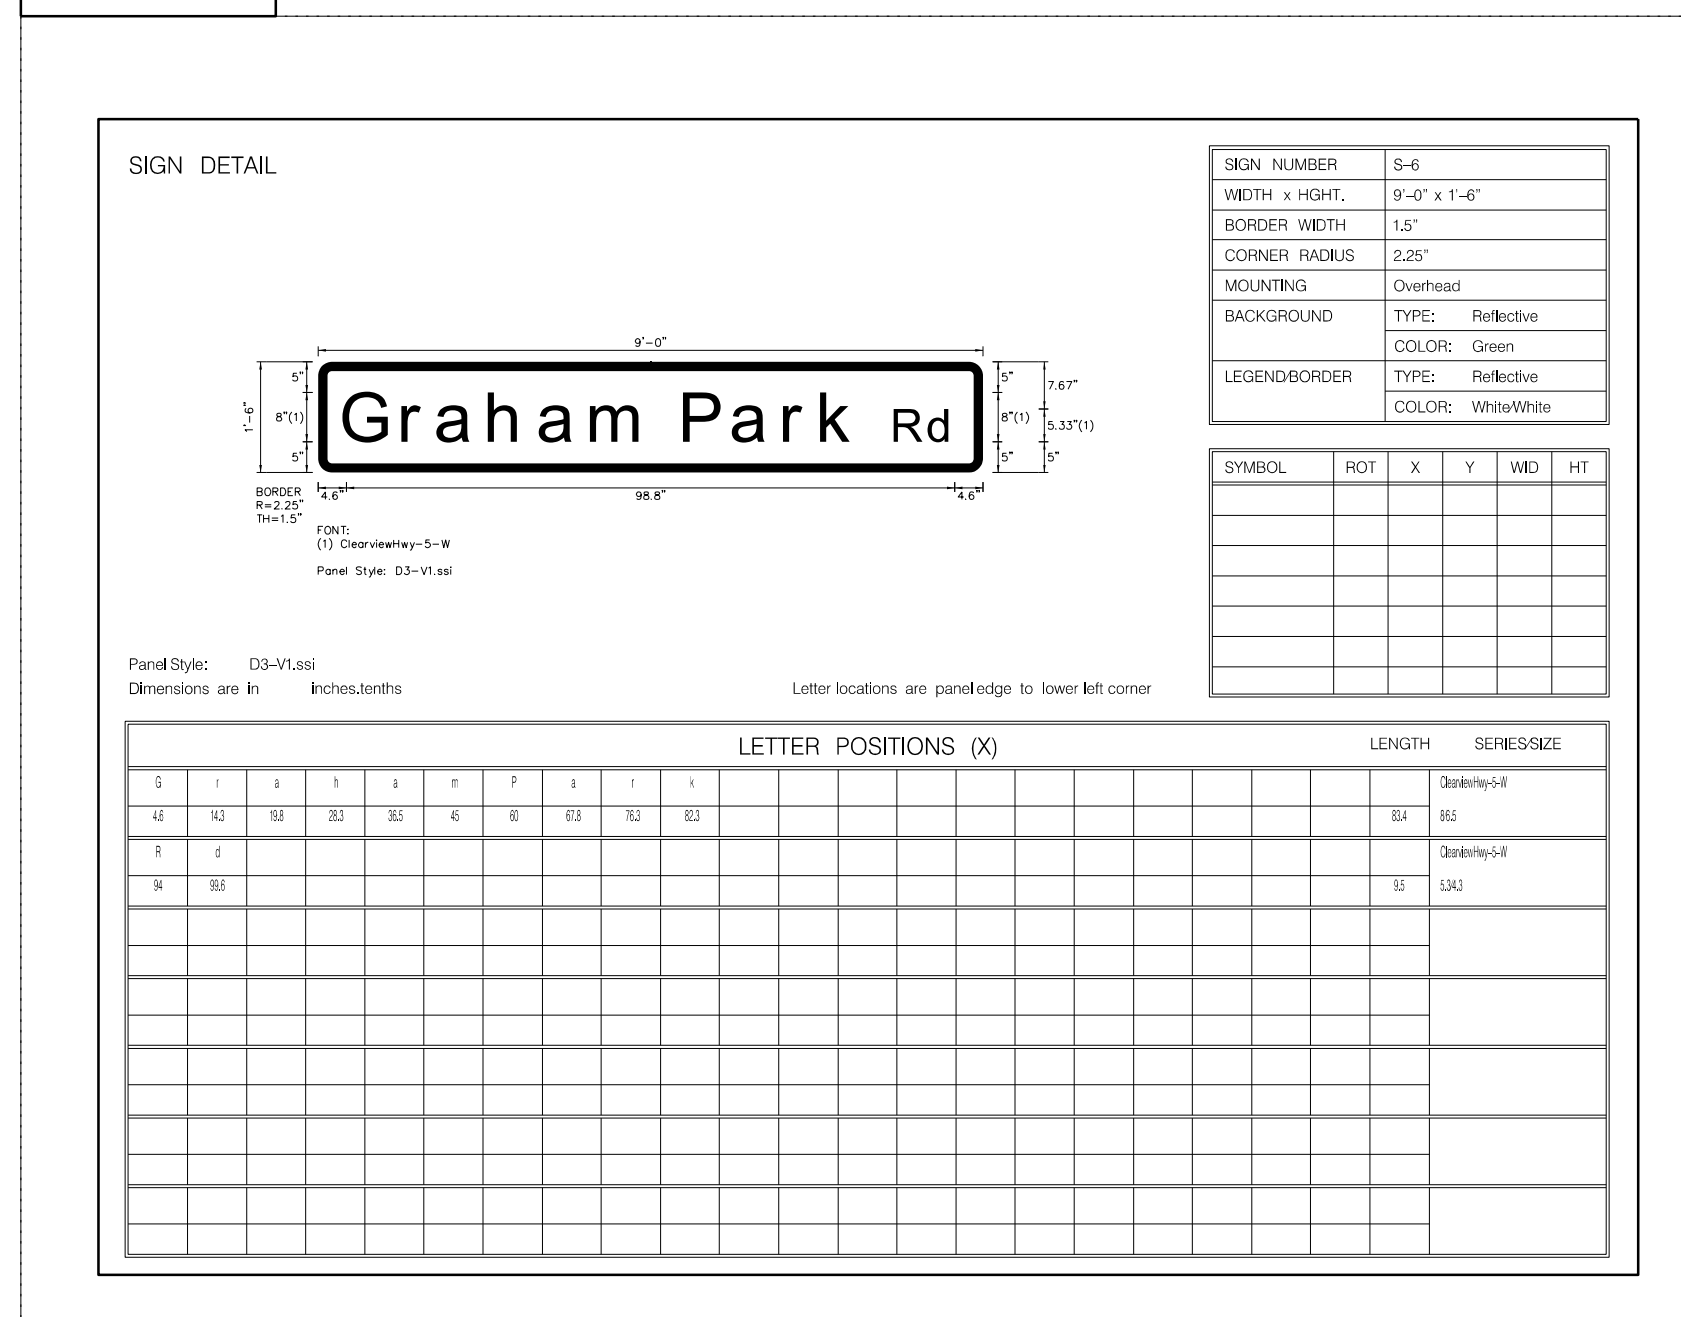 SIGN DETAIL
SIGN NUMBER S-6
WIDTH x HGHT. 9'-0" x 1'-6"
BORDER WIDTH 1.5"
CORNER RADIUS 2.25"
MOUNTING Overhead
BACKGROUND TYPE: Reflective
COLOR: Green
LEGEND/BORDER TYPE: Reflective
COLOR: White/White
9'-0"
1'-6"
5"
8"(1)
5"
Graham Park Rd
5"
8"(1)
5"
7.67"
5.33"(1)
5"
4.6" 98.8" 4.6"
BORDER
R=2.25"
TH=1.5"
FONT:
(1) ClearviewHwy-5-W
Panel Style: D3-V1.ssi
SYMBOL ROT X Y WID HT
Panel Style: D3-V1.ssi
Dimensions are in inches.tenths
Letter locations are panel edge to lower left corner
LETTER POSITIONS (X) LENGTH SERIES/SIZE
G r a h a m P a r k ClearviewHwy-5-W
4.6 14.3 19.8 28.3 36.5 45 60 67.8 76.3 82.3 83.4 8/6.5
R d ClearviewHwy-5-W
94 99.6 9.5 5.3/4.3